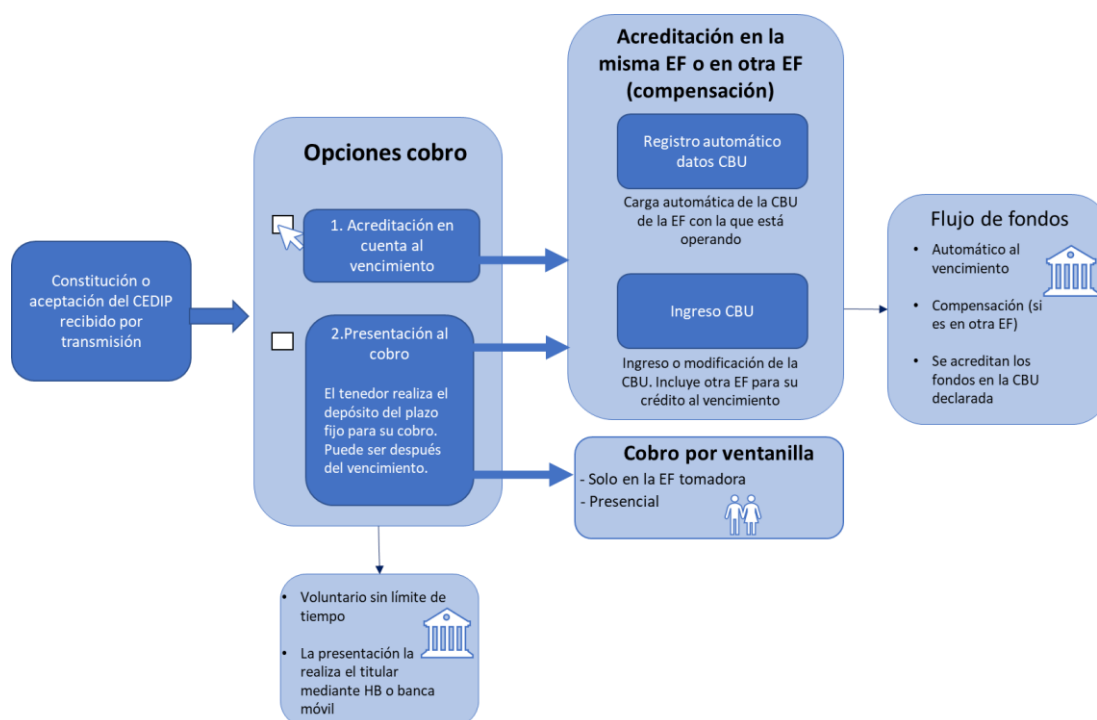 Constitución o
aceptación del CEDIP
recibido por
transmisión
Opciones cobro
1. Acreditación en
cuenta al
vencimiento
2.Presentación al
cobro
El tenedor realiza el
depósito del plazo
fijo para su cobro.
Puede ser después
del vencimiento.
• Voluntario sin límite de
tiempo
• La presentación la
realiza el titular
mediante HB o banca
móvil
Acreditación en la
misma EF o en otra EF
(compensación)
Registro automático
datos CBU
Carga automática de la CBU
de la EF con la que está
operando
Ingreso CBU
Ingreso o modificación de la
CBU. Incluye otra EF para su
crédito al vencimiento
Cobro por ventanilla
- Solo en la EF tomadora
- Presencial
Flujo de fondos
• Automático al
vencimiento
• Compensación (si
es en otra EF)
• Se acreditan los
fondos en la CBU
declarada